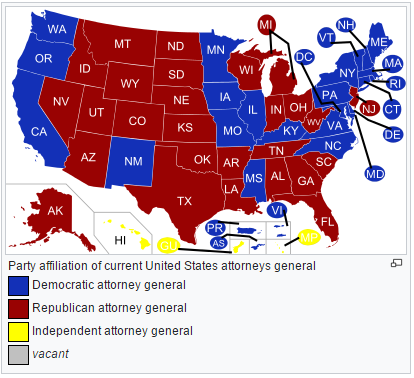 WA
MT
ND
MN
MI
NH
VT
ME
OR
ID
SD
WI
DC
NY
MA
WY
RI
NV
NE
IA
PA
NJ
CT
UT
CO
IL
IN
OH
WV
VA
DE
CA
KS
MO
KY
NC
MD
AZ
NM
OK
AR
TN
SC
MS
AL
GA
TX
LA
AK
HI
GU
PR
AS
VI
MP
FL
Party affiliation of current United States attorneys general
Democratic attorney general
Republican attorney general
Independent attorney general
vacant